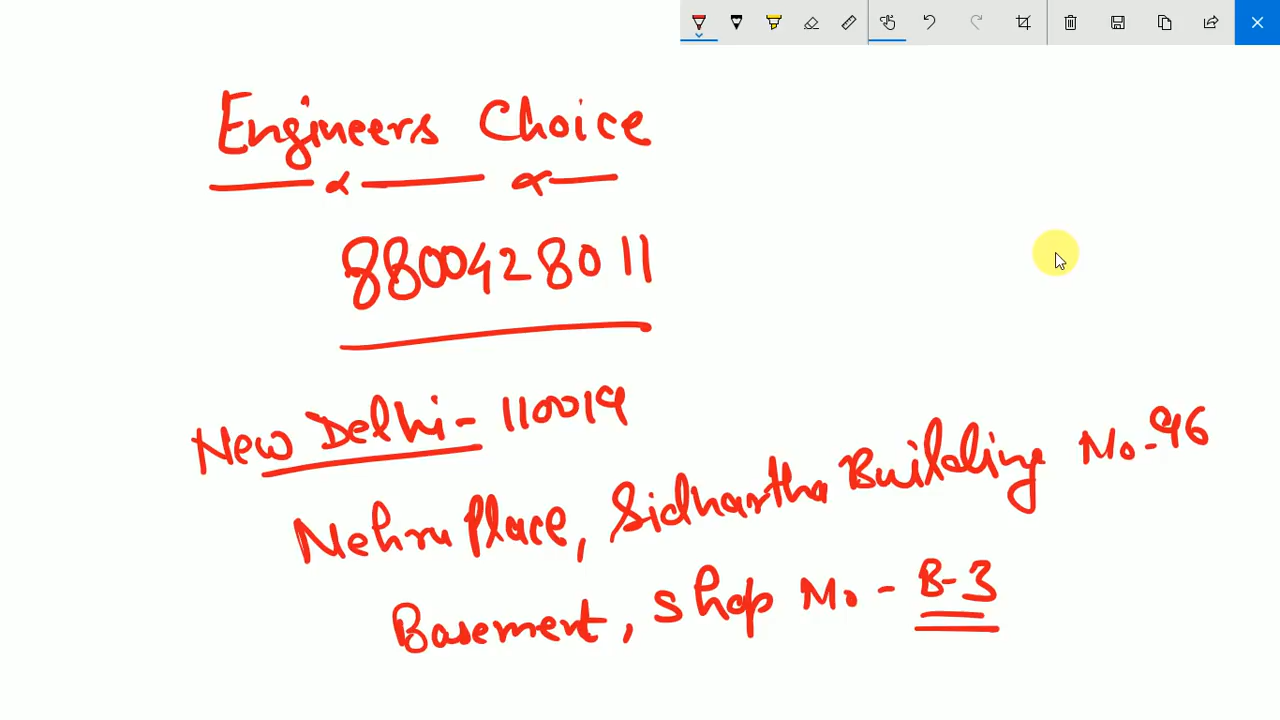 Engineers Choice
8800428011
New Delhi - 110019
Nehru Place, Sidhartha Building No-96
Basement, shop No - B-3